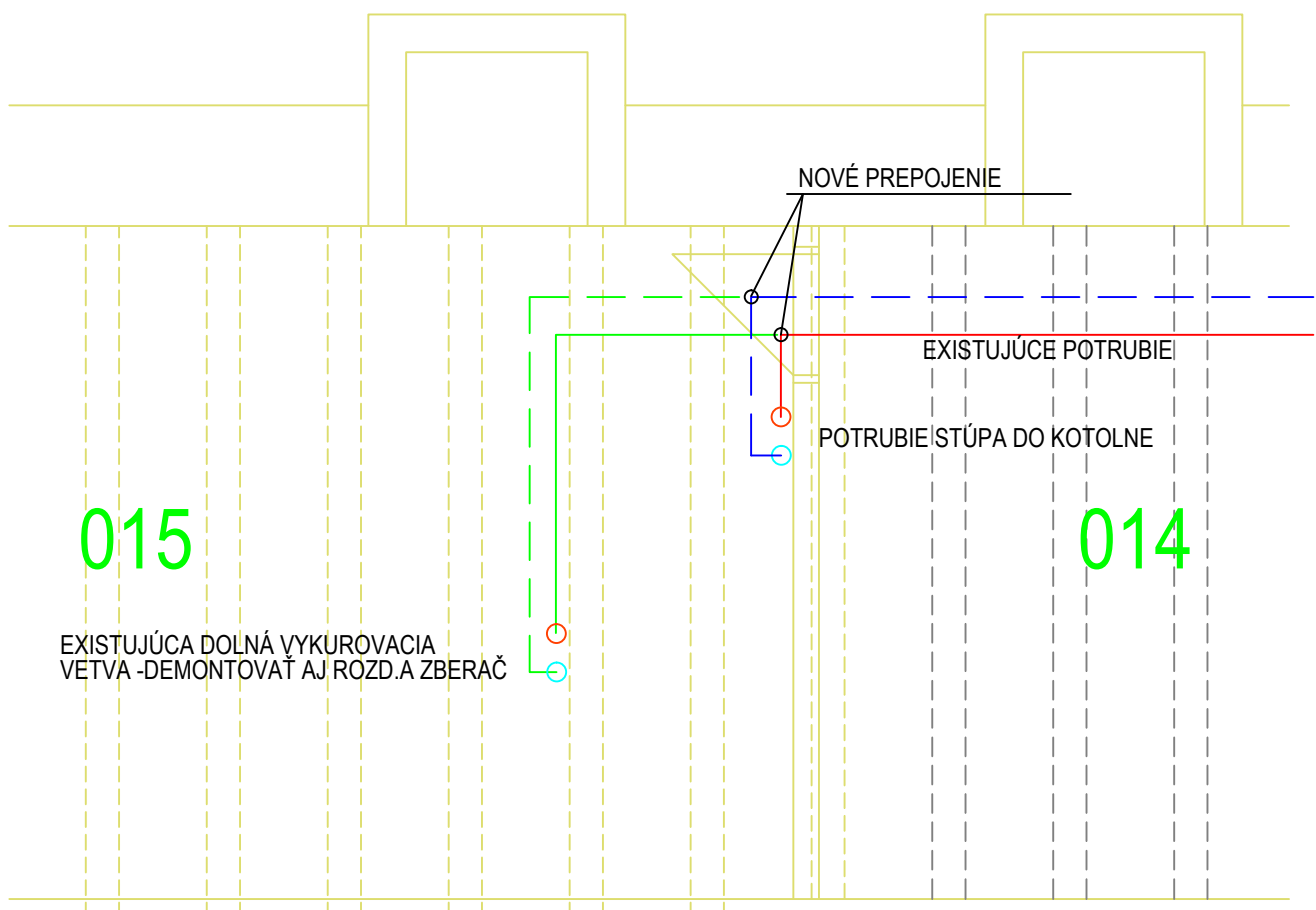 NOVÉ PREPOJENIE
EXISTUJÚCE POTRUBIE
POTRUBIE STÚPA DO KOTOLNE
015
014
EXISTUJÚCA DOLNÁ VYKUROVACIA
VETVA -DEMONTOVAŤ AJ ROZD.A ZBERAČ